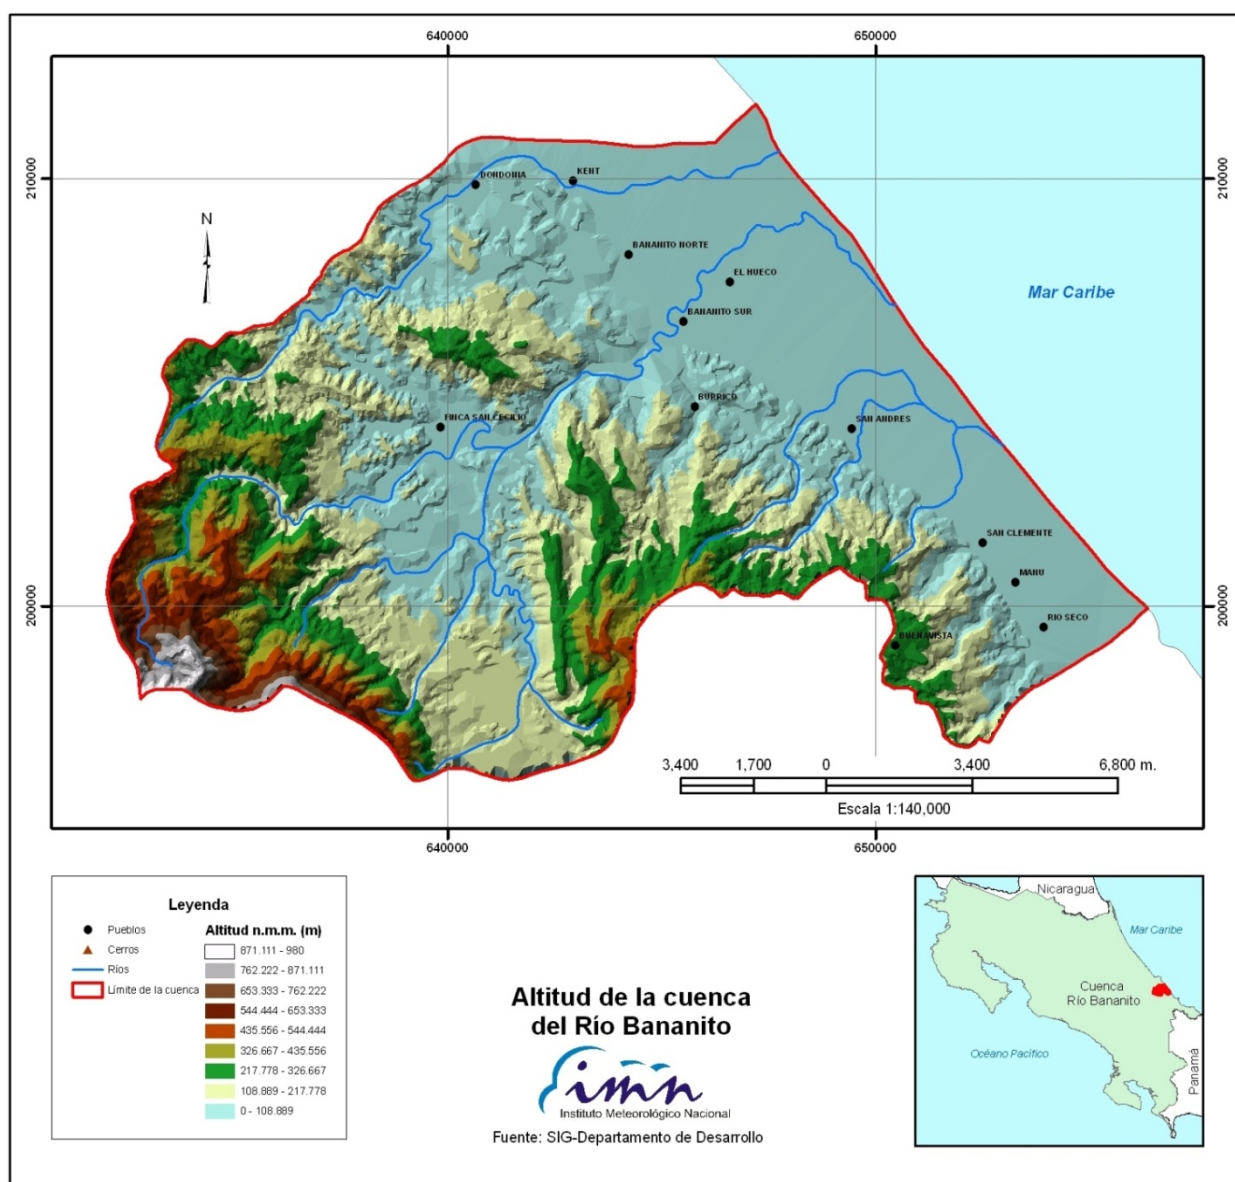 640000
650000
210000
210000
DONDONIA
KENT
N
BANANITO NORTE
EL HUECO
Mar Caribe
BANANITO SUR
BURRICO
FINCA SAN CECILIO
SAN ANDRES
SAN CLEMENTE
MAHU
200000
200000
RIO SECO
BUENAVISTA
3,400 1,700 0 3,400 6,800 m.
Escala 1:140,000
640000
650000
Leyenda
Pueblos
Cerros
Ríos
Límite de la cuenca
Altitud n.m.m. (m)
871.111 - 980
762.222 - 871.111
653.333 - 762.222
544.444 - 653.333
435.556 - 544.444
326.667 - 435.556
217.778 - 326.667
108.889 - 217.778
0 - 108.889
Altitud de la cuenca
del Río Bananito
imn
Instituto Meteorológico Nacional
Fuente: SIG-Departamento de Desarrollo
Nicaragua
Mar Caribe
Cuenca
Río Bananito
Océano Pacífico
Panamá